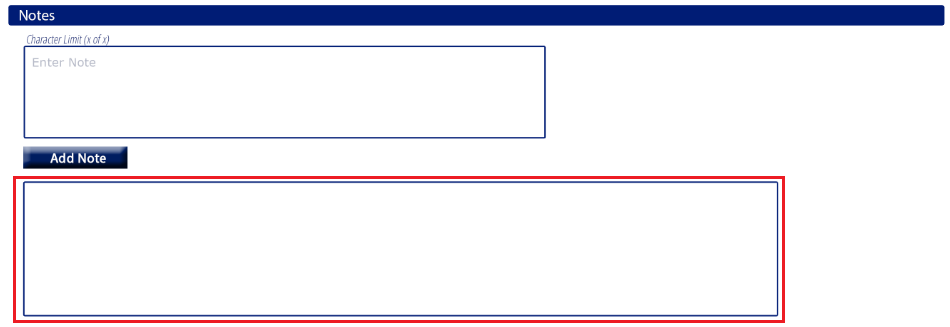 Notes
Character Limit (x of x)
Enter Note
Add Note